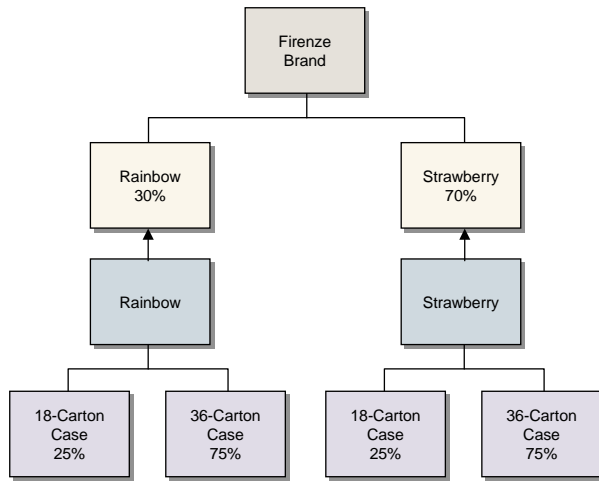 Firenze
Brand
Rainbow
30%
Strawberry
70%
Rainbow
Strawberry
18-Carton
Case
25%
36-Carton
Case
75%
18-Carton
Case
25%
36-Carton
Case
75%